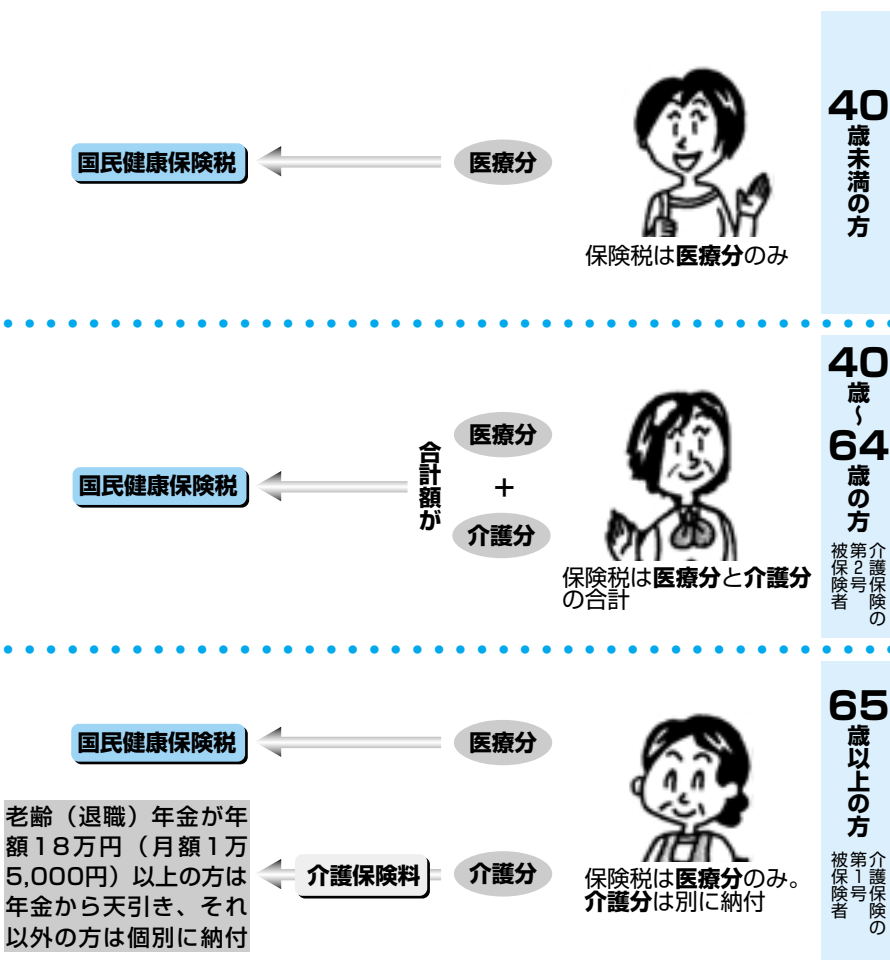 40歳未満の方
保険税は医療分のみ
医療分
国民健康保険税
40歳〜64歳の方
介護保険の
第2号
被保険者
保険税は医療分と介護分
の合計
医療分
+
介護分
合計額が
国民健康保険税
65歳以上の方
介護保険の
第1号
被保険者
保険税は医療分のみ。
介護分は別に納付
医療分
国民健康保険税
介護分
介護保険料
老齢（退職）年金が年
額18万円（月額1万
5,000円）以上の方は
年金から天引き、それ
以外の方は個別に納付